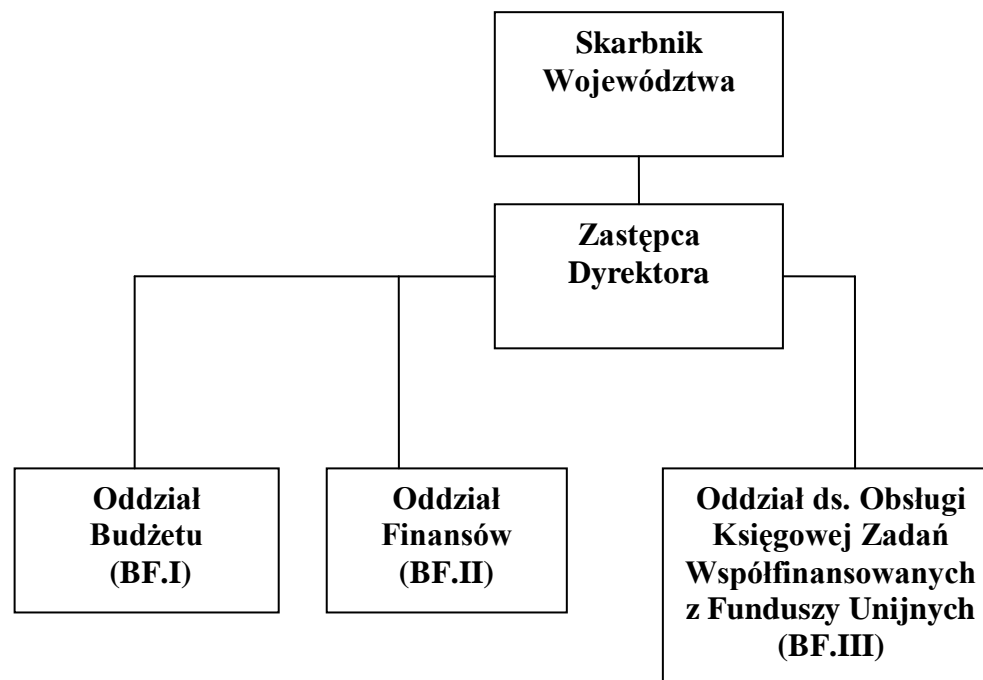 Skarbnik
Województwa
Zastępca
Dyrektora
Oddział
Budżetu
(BF.I)
Oddział
Finansów
(BF.II)
Oddział ds. Obsługi
Księgowej Zadań
Współfinansowanych
z Funduszy Unijnych
(BF.III)